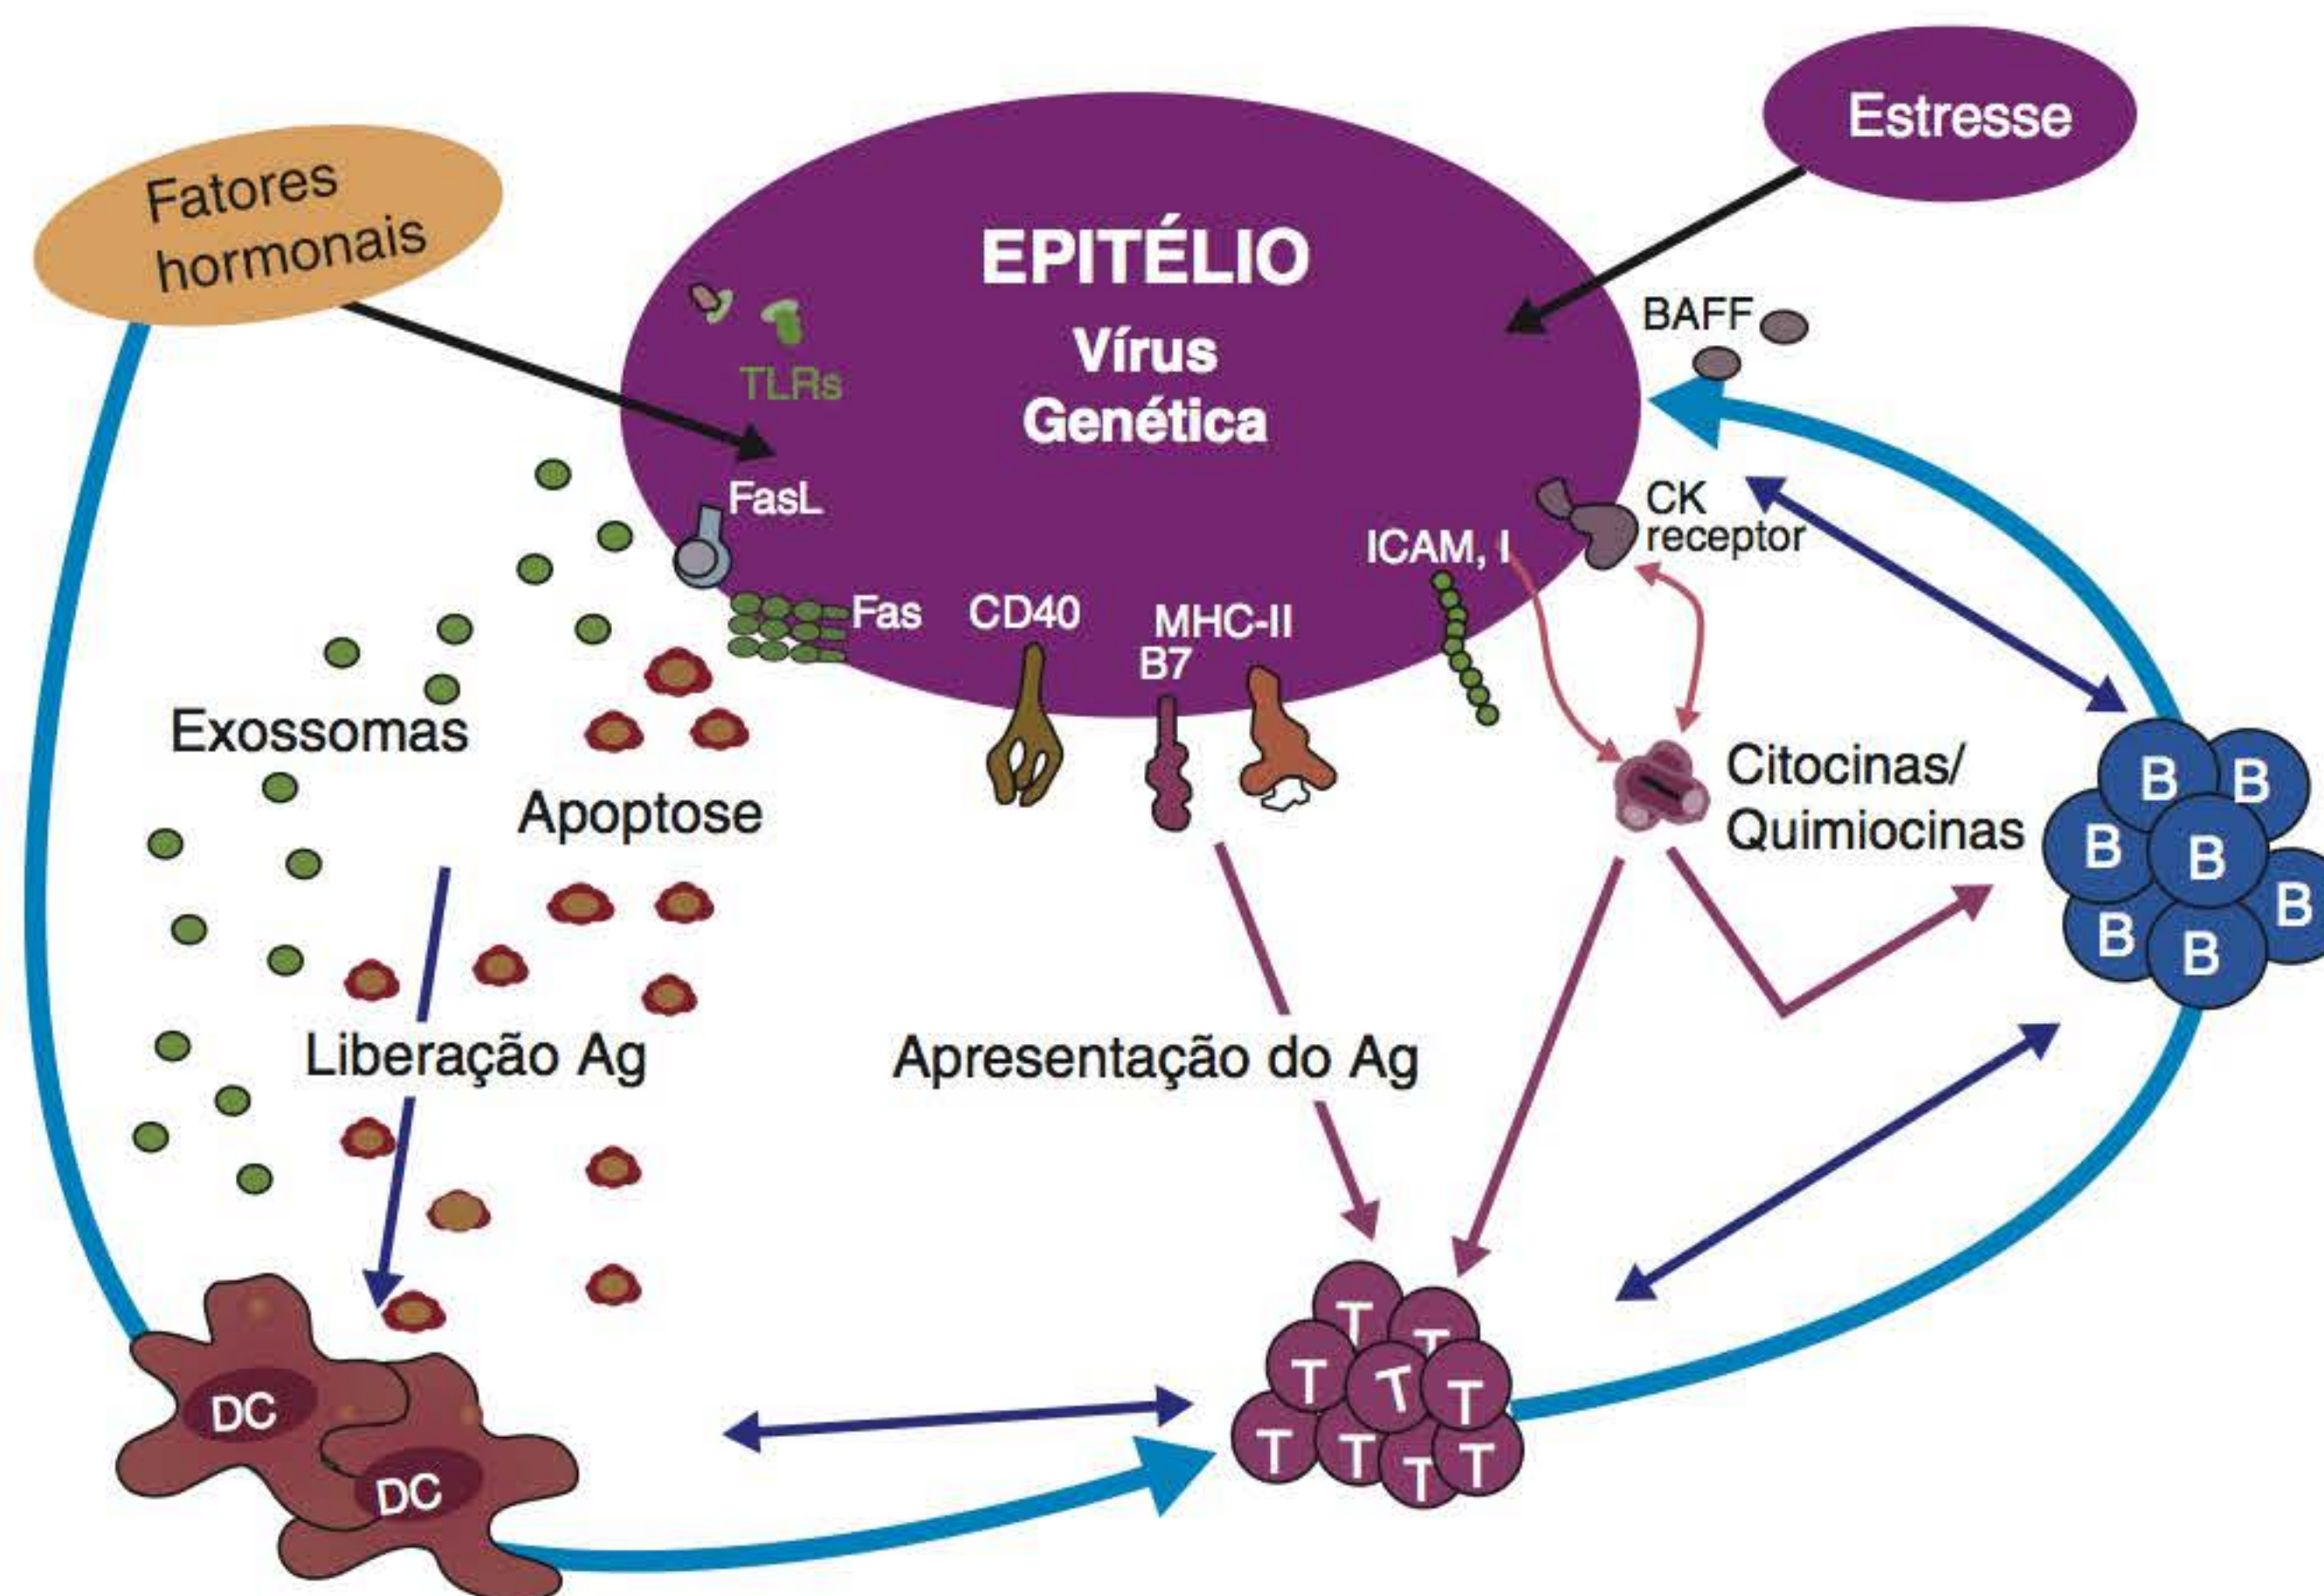 Estresse
Fatores
hormonais
EPITÉLIO
Vírus
Genética
BAFF
TLRs
FasL
CK
receptor
ICAM, I
Fas
CD40
MHC-II
B7
Exossomas
Apoptose
Citocinas/
Quimiocinas
B
B
B
B
B
B
B
Liberação Ag
Apresentação do Ag
T
T
T
T
T
T
T
T
T
DC
DC